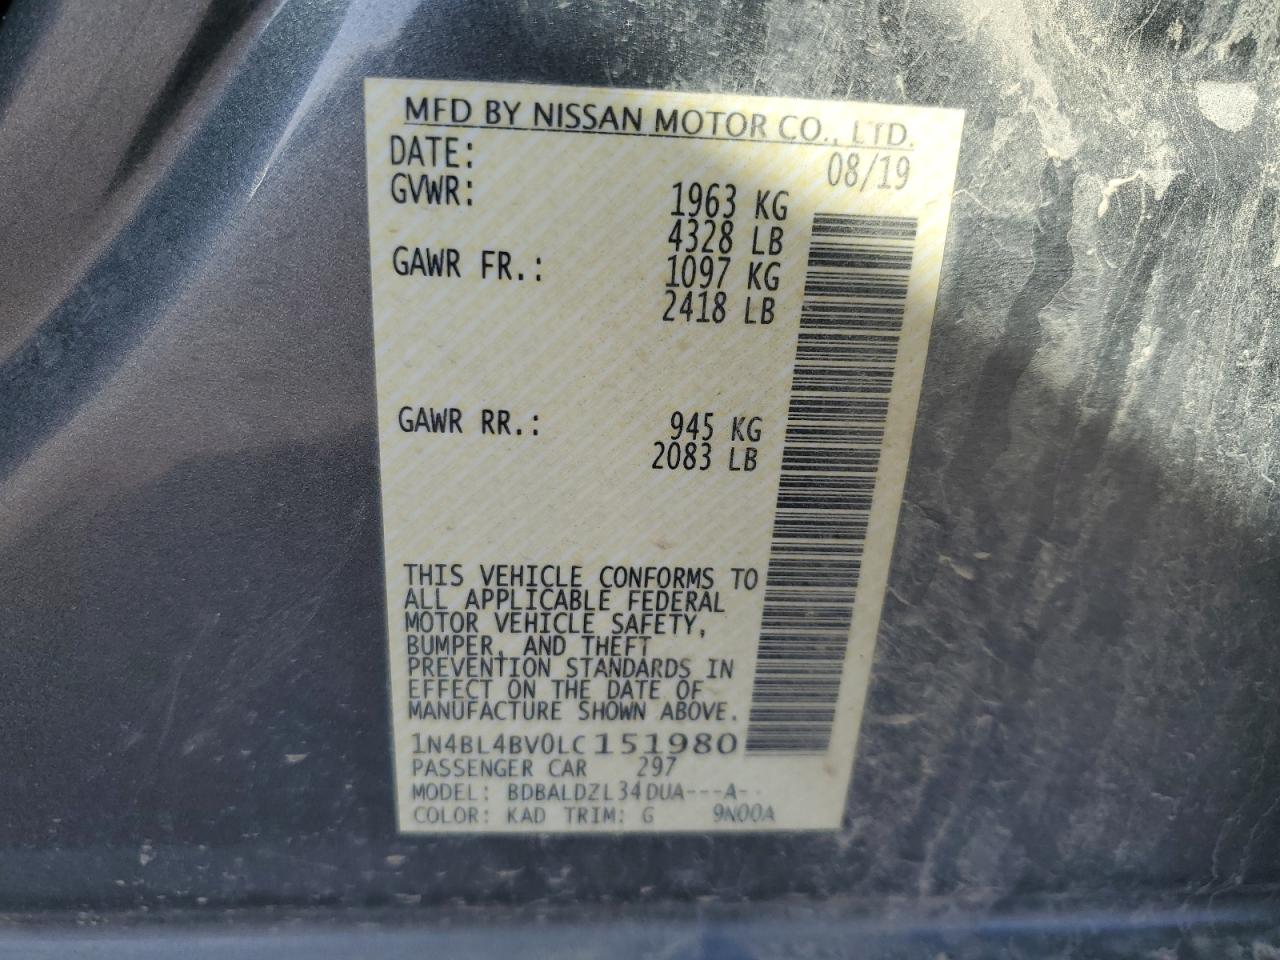 MFD BY NISSAN MOTOR CO., LTD.
DATE: 08/19
GVWR: 1963 KG
4328 LB
GAWR FR.: 1097 KG
2418 LB
GAWR RR.: 945 KG
2083 LB
THIS VEHICLE CONFORMS TO
ALL APPLICABLE FEDERAL
MOTOR VEHICLE SAFETY,
BUMPER, AND THEFT
PREVENTION STANDARDS IN
EFFECT ON THE DATE OF
MANUFACTURE SHOWN ABOVE.
1N4BL4BV0LC151980
PASSENGER CAR 297
MODEL: BDBALDZL34DUA---A-
COLOR: KAD TRIM: G 9N00A